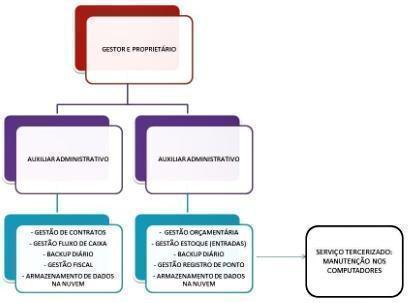 GESTOR E PROPRIETÁRIO
AUXILIAR ADMINISTRATIVO
AUXILIAR ADMINISTRATIVO
- GESTÃO DE CONTRATOS
- GESTÃO FLUXO DE CAIXA
- BACKUP DIÁRIO
- GESTÃO FISCAL
- ARMAZENAMENTO DE DADOS
NA NUVEM
- GESTÃO ORÇAMENTÁRIA
- GESTÃO ESTOQUE (ENTRADAS)
- BACKUP DIÁRIO
- GESTÃO REGISTRO DE PONTO
- ARMAZENAMENTO DE DADOS
NA NUVEM
SERVIÇO TERCERIZADO:
MANUTENÇÃO NOS
COMPUTADORES